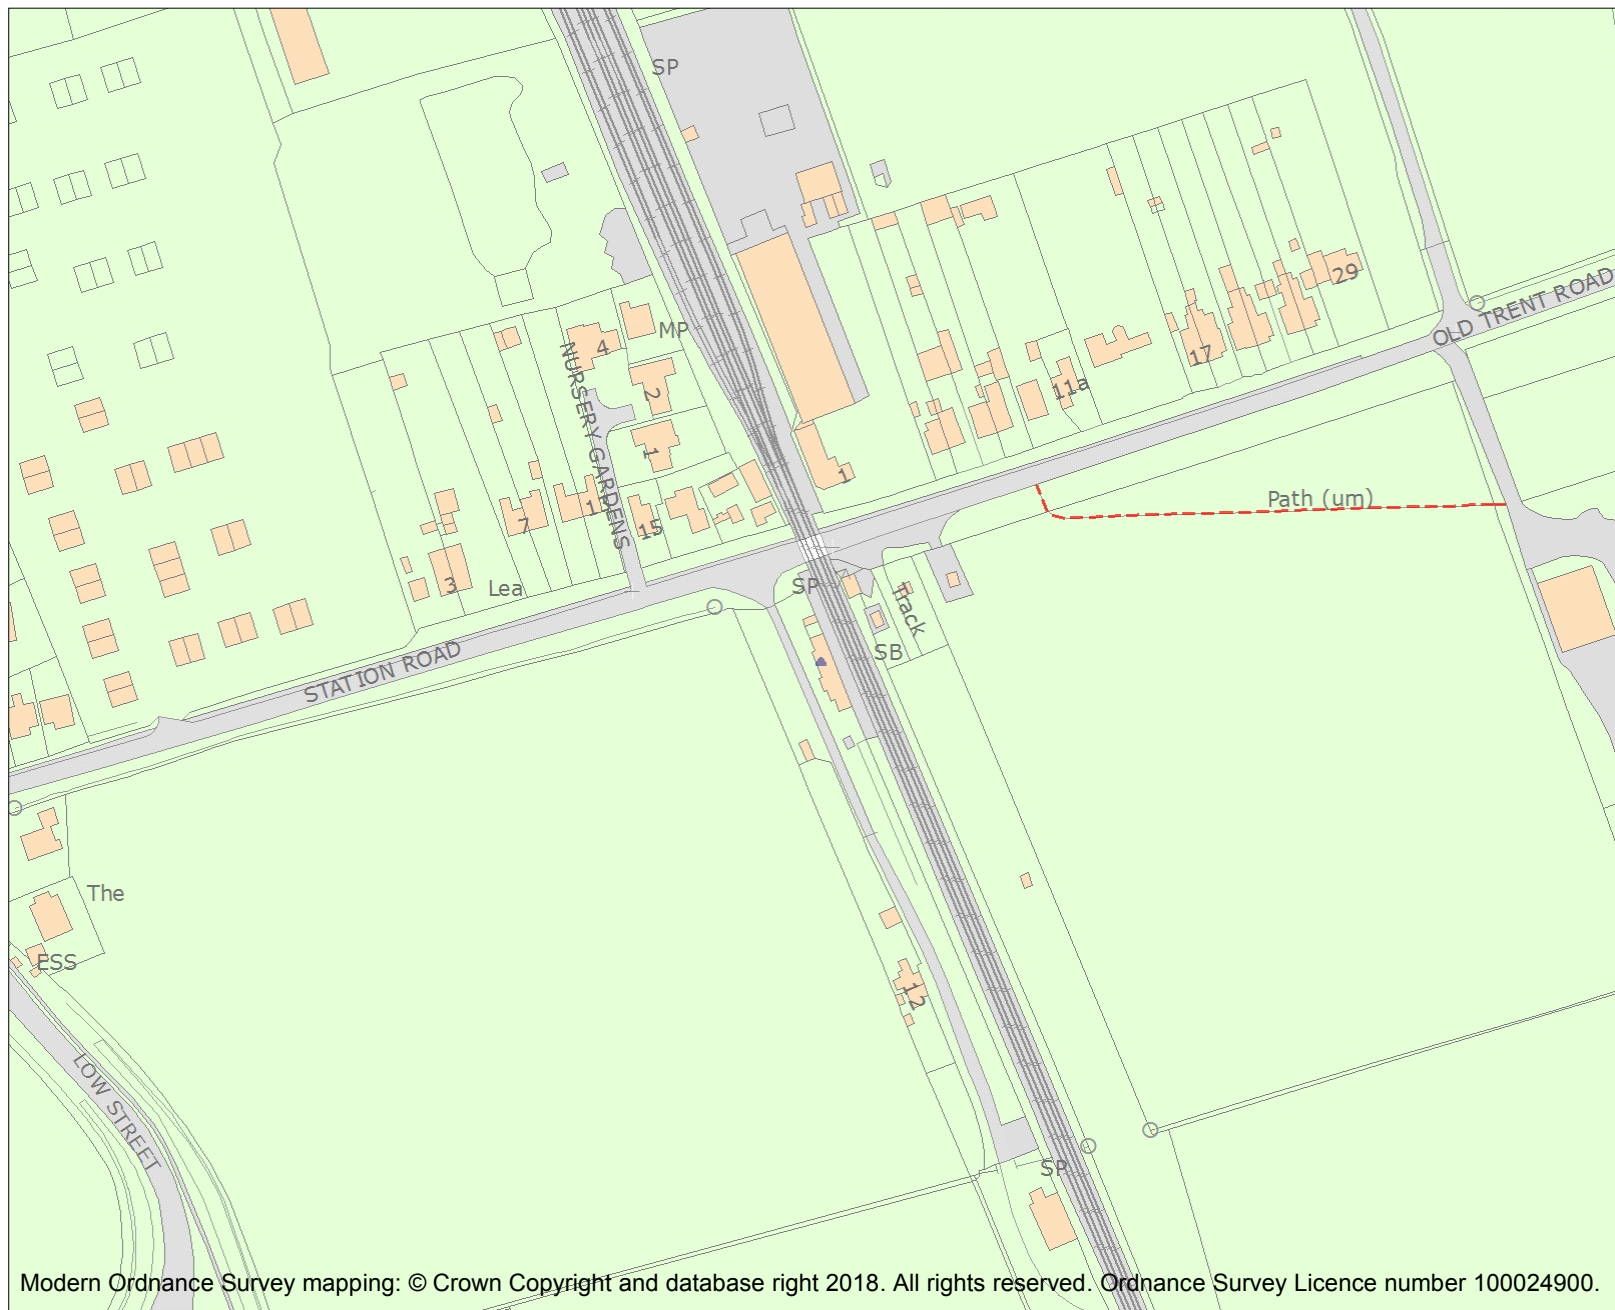 SP
29
OLD TRENT ROAD
MP
4
2
17
11a
NURSERY GARDENS
1
1
7
15
Path (um)
3
Lea
SP
Track
SB
STATION ROAD
The
ESS
12
LOW STREET
SP
Modern Ordnance Survey mapping: © Crown Copyright and database right 2018. All rights reserved. Ordnance Survey Licence number 100024900.